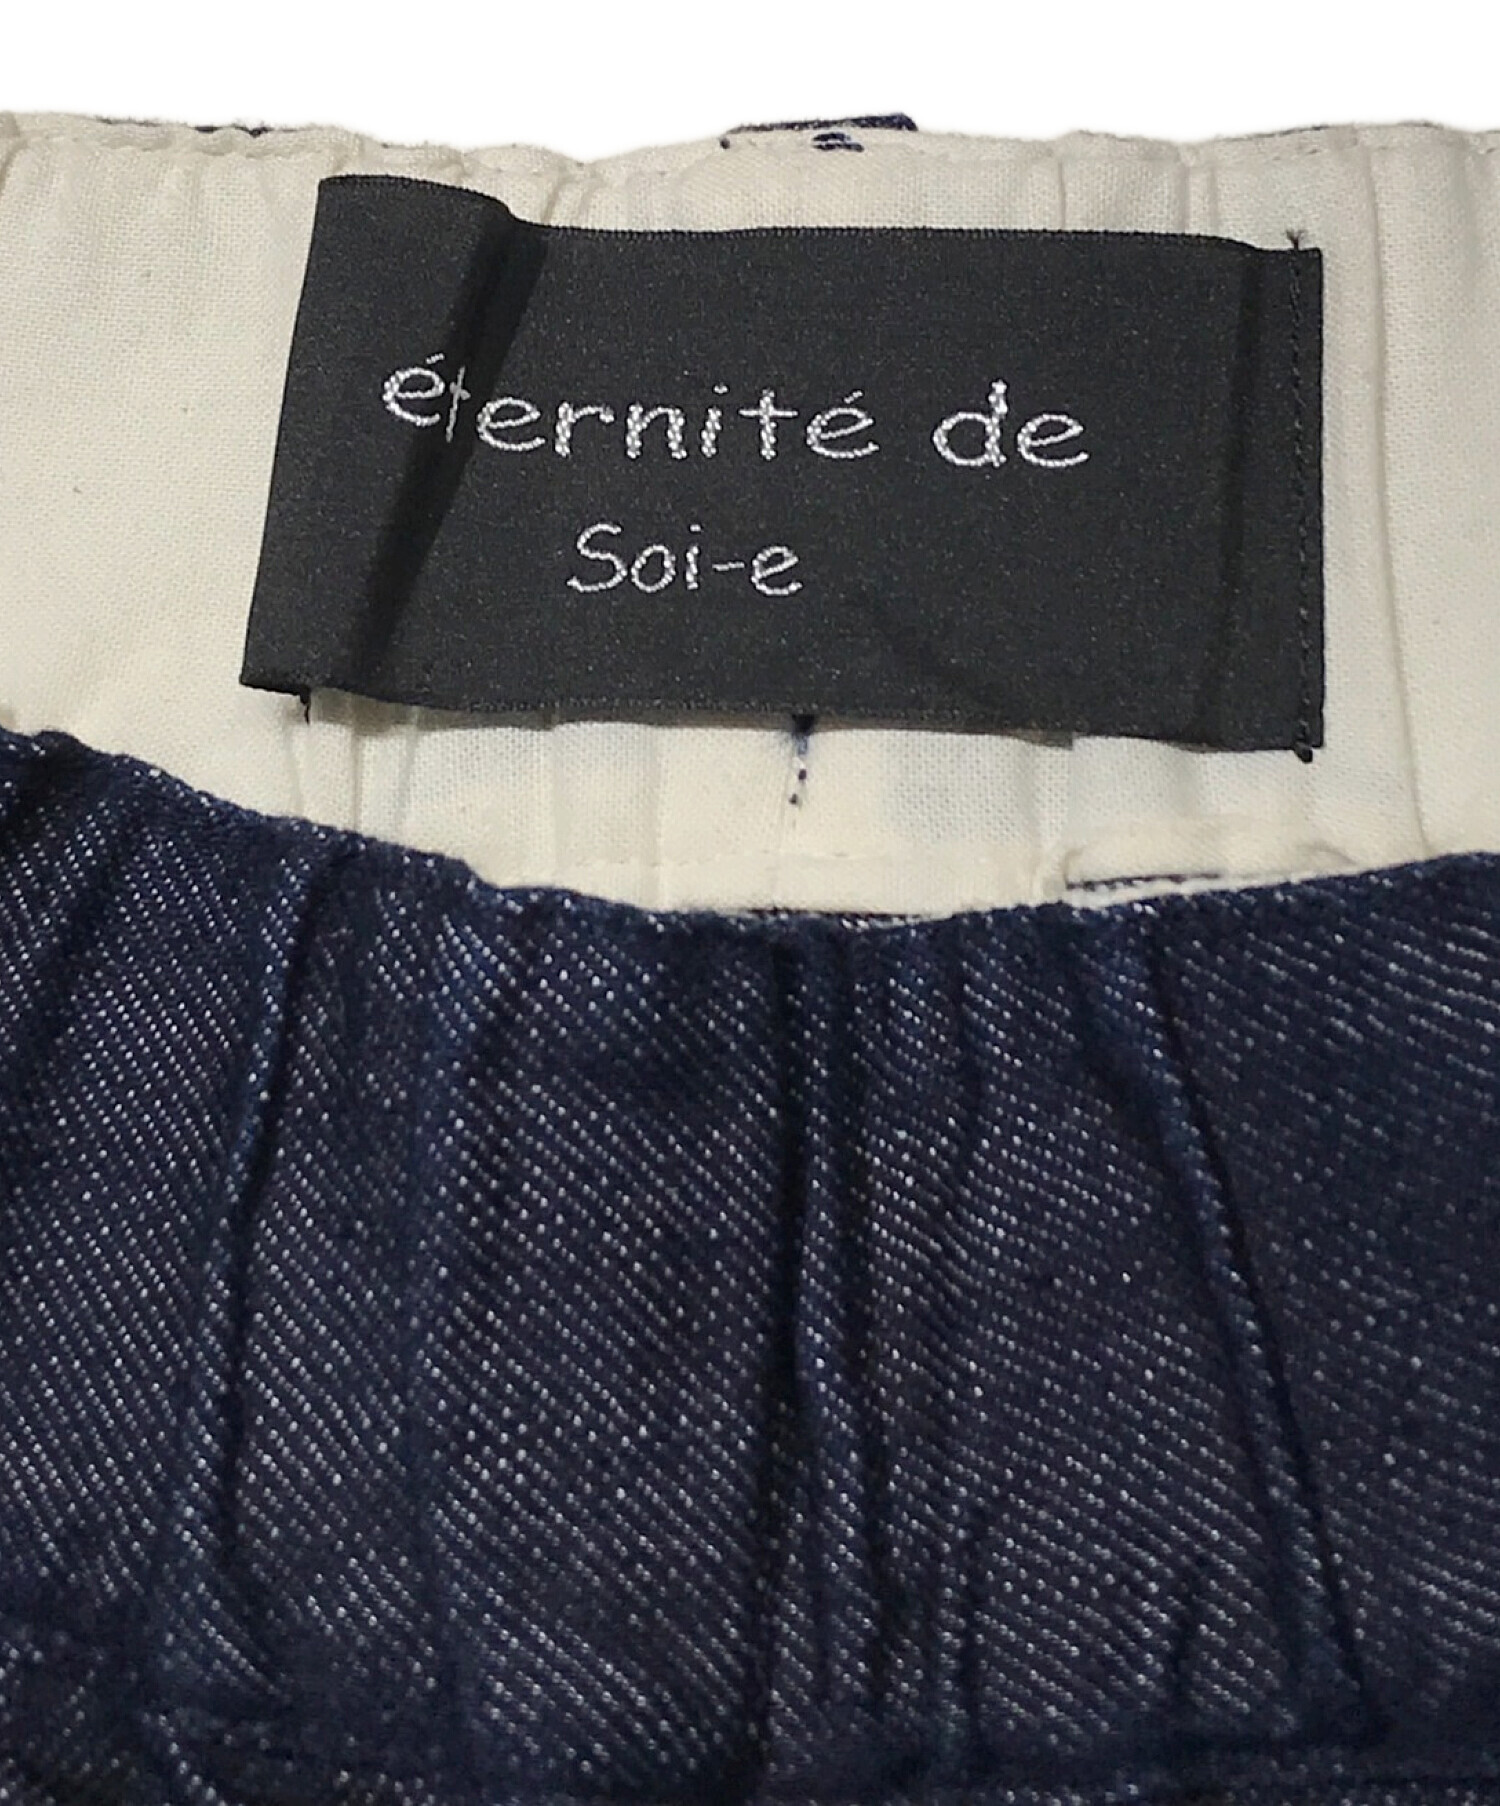 éternité de
Soi-e